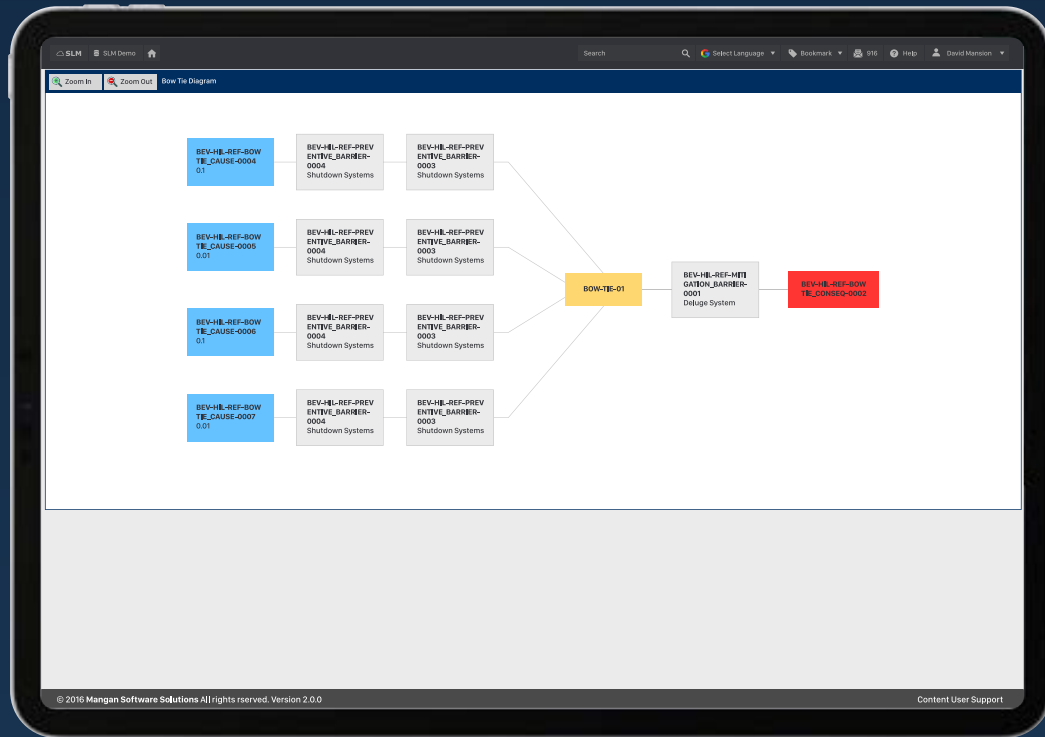 SLM SLM Demo Search Select Language Bookmark 916 Help David Mansion
Zoom In Zoom Out Bow Tie Diagram
BEV-HIL-REF-BOW
TIE_CAUSE-0004
0.1
BEV-HIL-REF-PREV
ENTIVE_BARRIER-
0004
Shutdown Systems
BEV-HIL-REF-PREV
ENTIVE_BARRIER-
0003
Shutdown Systems
BEV-HIL-REF-BOW
TIE_CAUSE-0005
0.01
BEV-HIL-REF-PREV
ENTIVE_BARRIER-
0004
Shutdown Systems
BEV-HIL-REF-PREV
ENTIVE_BARRIER-
0003
Shutdown Systems
BOW-TIE-01
BEV-HIL-REF-MITI
GATION_BARRIER-
0001
Deluge System
BEV-HIL-REF-BOW
TIE_CONSEQ-0002
BEV-HIL-REF-BOW
TIE_CAUSE-0006
0.1
BEV-HIL-REF-PREV
ENTIVE_BARRIER-
0004
Shutdown Systems
BEV-HIL-REF-PREV
ENTIVE_BARRIER-
0003
Shutdown Systems
BEV-HIL-REF-BOW
TIE_CAUSE-0007
0.01
BEV-HIL-REF-PREV
ENTIVE_BARRIER-
0004
Shutdown Systems
BEV-HIL-REF-PREV
ENTIVE_BARRIER-
0003
Shutdown Systems
© 2016 Mangan Software Solutions All rights rserved. Version 2.0.0 Content User Support